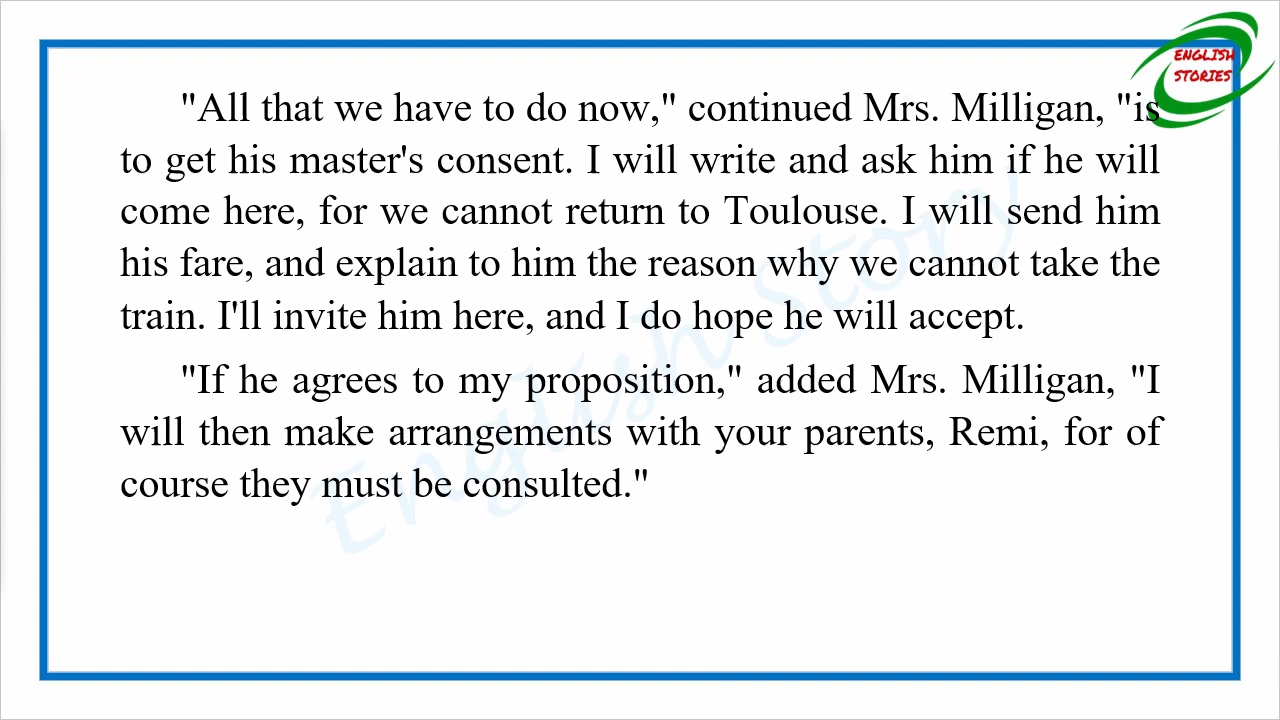 ENGLISH
STORIES
"All that we have to do now," continued Mrs. Milligan, "is
to get his master's consent. I will write and ask him if he will
come here, for we cannot return to Toulouse. I will send him
his fare, and explain to him the reason why we cannot take the
train. I'll invite him here, and I do hope he will accept.
"If he agrees to my proposition," added Mrs. Milligan, "I
will then make arrangements with your parents, Remi, for of
course they must be consulted."
English Story